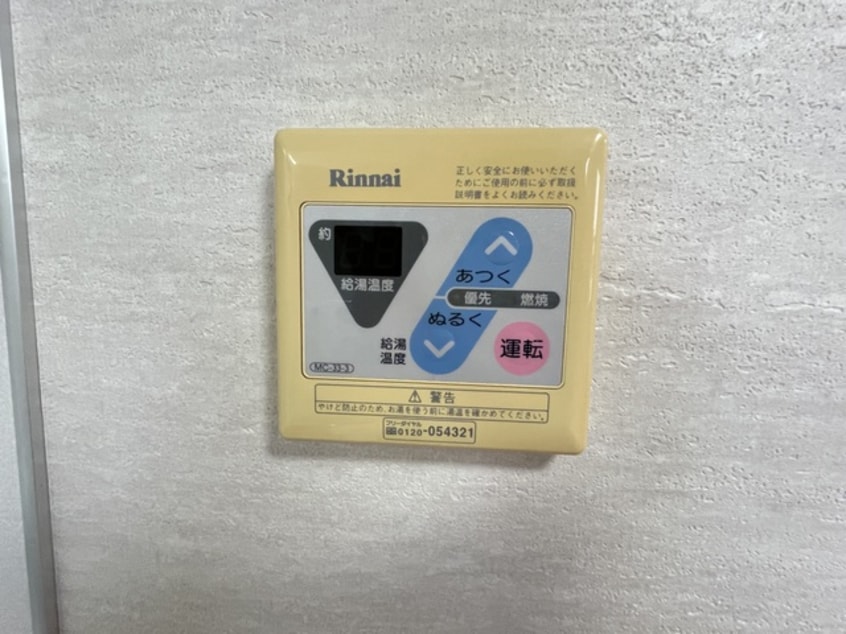 Rinnai
正しく安全にお使いいただく
ためにご使用の前に必ず取扱
説明書をよくお読みください。
約
給湯温度
あつく
優先 燃焼
ぬるく
給湯
温度
運転
MC-33-3
⚠ 警告
やけど防止のため、お湯を使う前に湯温を確かめてください。
フリーダイヤル
0120-054321